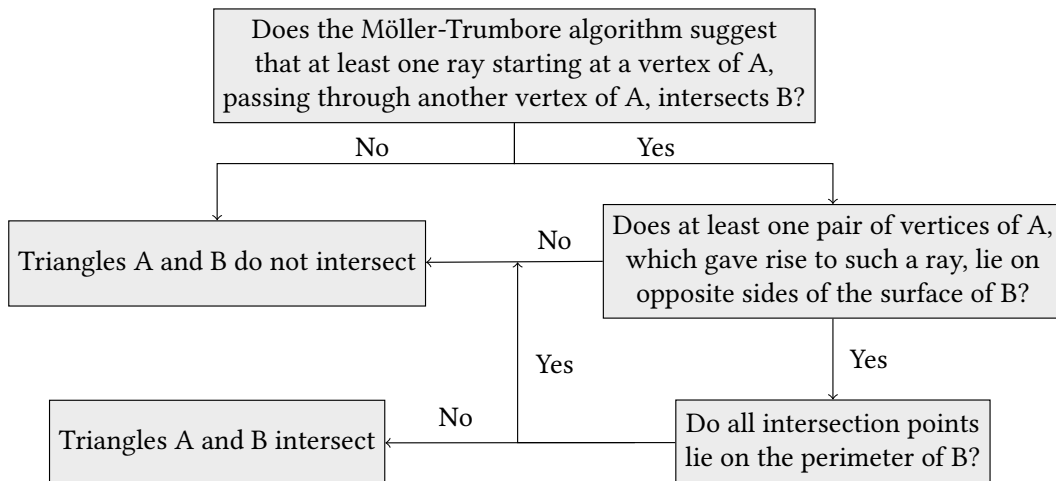 Does the Möller-Trumbore algorithm suggest
that at least one ray starting at a vertex of A,
passing through another vertex of A, intersects B?
No
Yes
Triangles A and B do not intersect
No
Does at least one pair of vertices of A,
which gave rise to such a ray, lie on
opposite sides of the surface of B?
Yes
Yes
Triangles A and B intersect
No
Do all intersection points
lie on the perimeter of B?